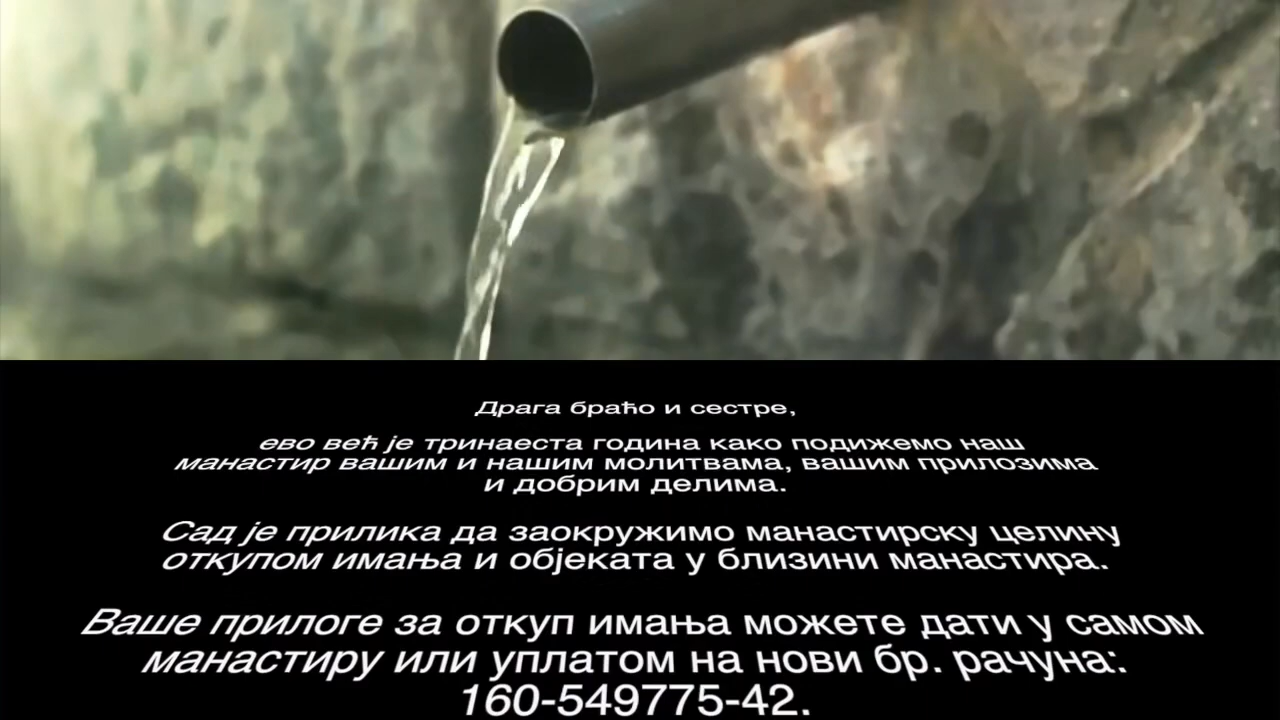 Драга браћо и сестре,
ево већ је тринаеста година како подижемо наш
манастир вашим и нашим молитвама, вашим прилозима
и добрим делима.
Сад је прилика да заокружимо манастирску целину
откупом имања и објеката у близини манастира.
Ваше прилоге за откуп имања можете дати у самом
манастиру или уплатом на нови бр. рачуна:
160-549775-42.